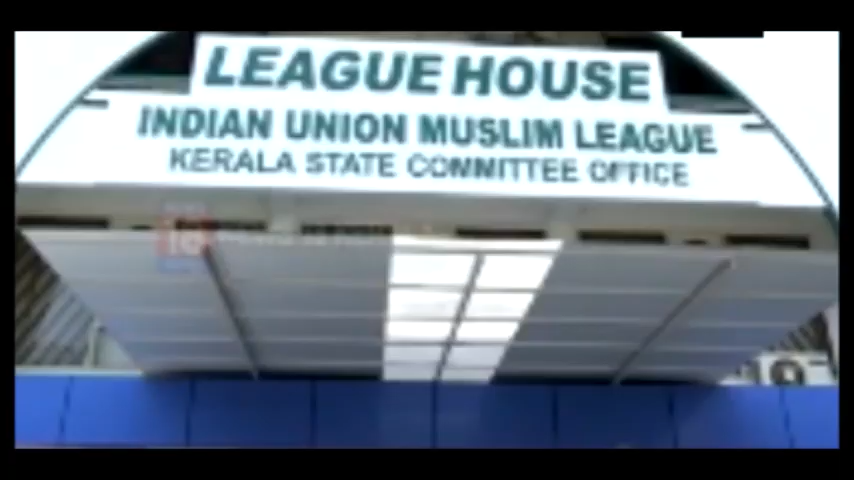 LEAGUE HOUSE
INDIAN UNION MUSLIM LEAGUE
KERALA STATE COMMITTEE OFFICE